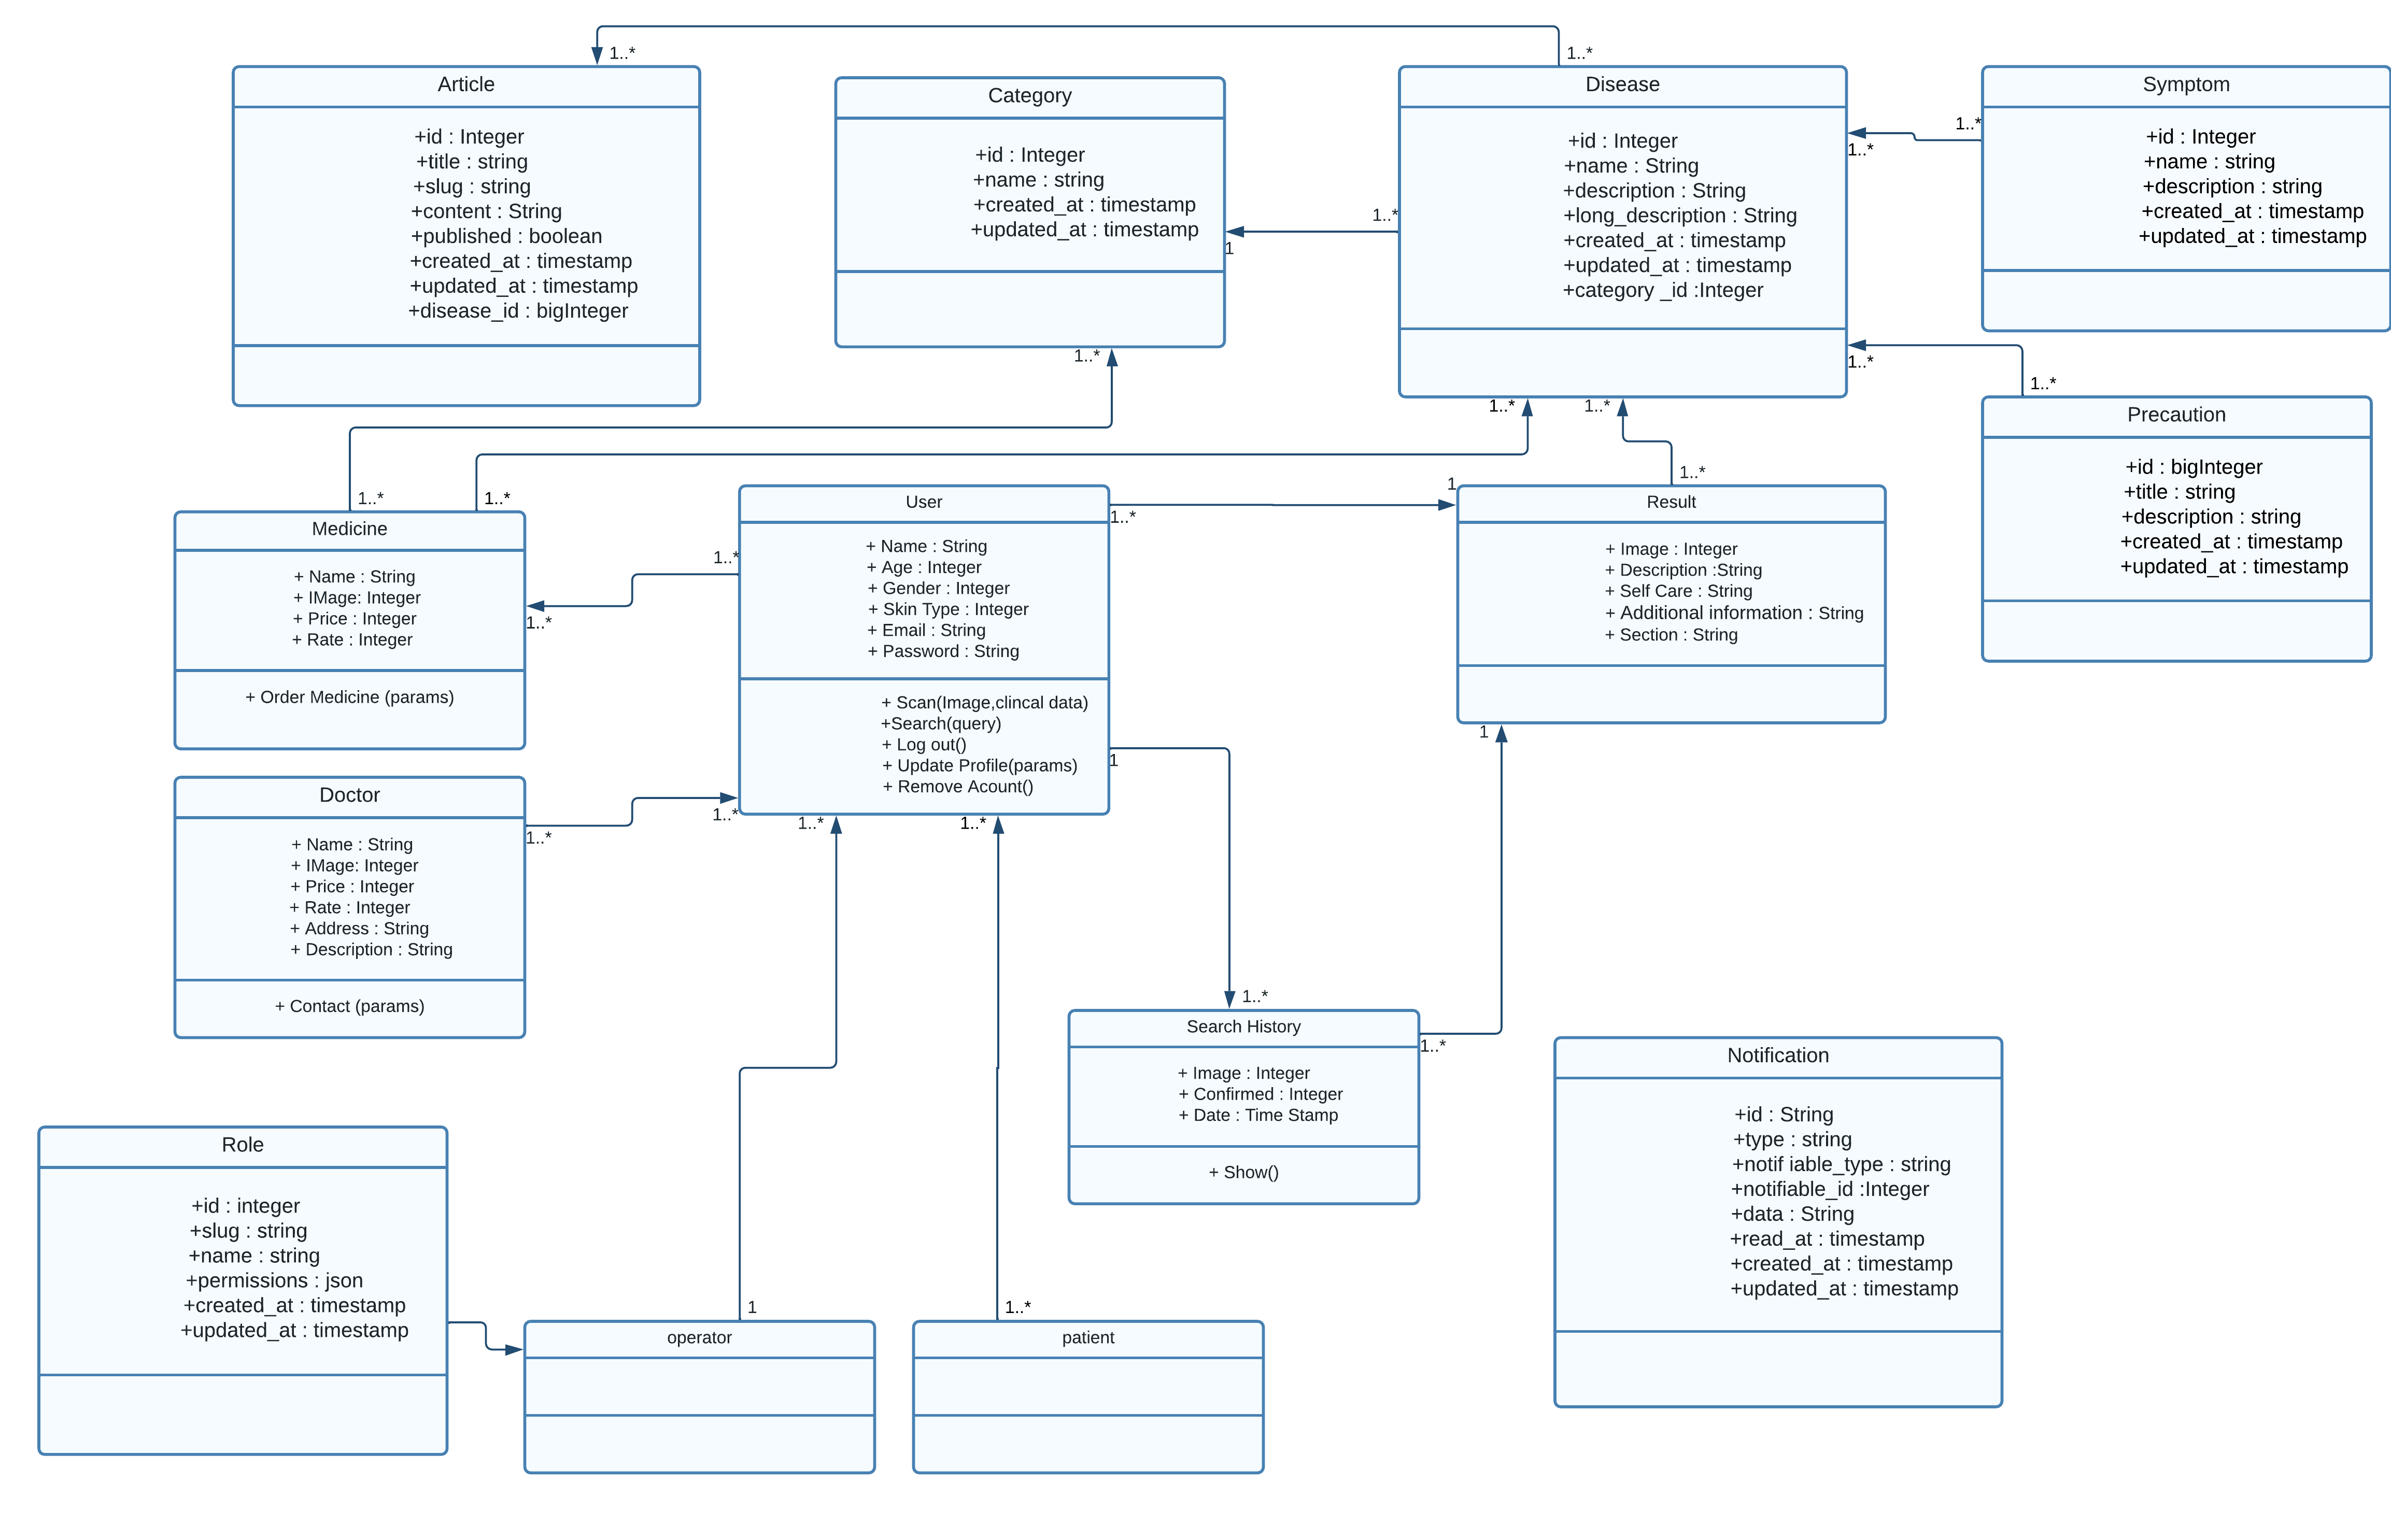 1..*
1..*
Article
+id : Integer
+title : string
+slug : string
+content : String
+published : boolean
+created_at : timestamp
+updated_at : timestamp
+disease_id : bigInteger
Category
+id : Integer
+name : string
+created_at : timestamp
+updated_at : timestamp
1..*
1
1..*
Disease
+id : Integer
+name : String
+description : String
+long_description : String
+created_at : timestamp
+updated_at : timestamp
+category _id :Integer
1..*
1..*
1..*
1..*
1..*
1..*
Symptom
+id : Integer
+name : string
+description : string
+created_at : timestamp
+updated_at : timestamp
Precaution
+id : bigInteger
+title : string
+description : string
+created_at : timestamp
+updated_at : timestamp
1..*
1..*
Medicine
+ Name : String
+ IMage: Integer
+ Price : Integer
+ Rate : Integer
+ Order Medicine (params)
1..*
1..*
User
+ Name : String
+ Age : Integer
+ Gender : Integer
+ Skin Type : Integer
+ Email : String
+ Password : String
+ Scan(Image,clincal data)
+Search(query)
+ Log out()
+ Update Profile(params)
+ Remove Acount()
1..*
1
1..*
Result
+ Image : Integer
+ Description :String
+ Self Care : String
+ Additional information : String
+ Section : String
1
1
Doctor
+ Name : String
+ IMage: Integer
+ Price : Integer
+ Rate : Integer
+ Address : String
+ Description : String
+ Contact (params)
1..*
1..*
1..*
1..*
1..*
Search History
+ Image : Integer
+ Confirmed : Integer
+ Date : Time Stamp
+ Show()
1..*
Notification
+id : String
+type : string
+notif iable_type : string
+notifiable_id :Integer
+data : String
+read_at : timestamp
+created_at : timestamp
+updated_at : timestamp
Role
+id : integer
+slug : string
+name : string
+permissions : json
+created_at : timestamp
+updated_at : timestamp
1
operator
1..*
patient